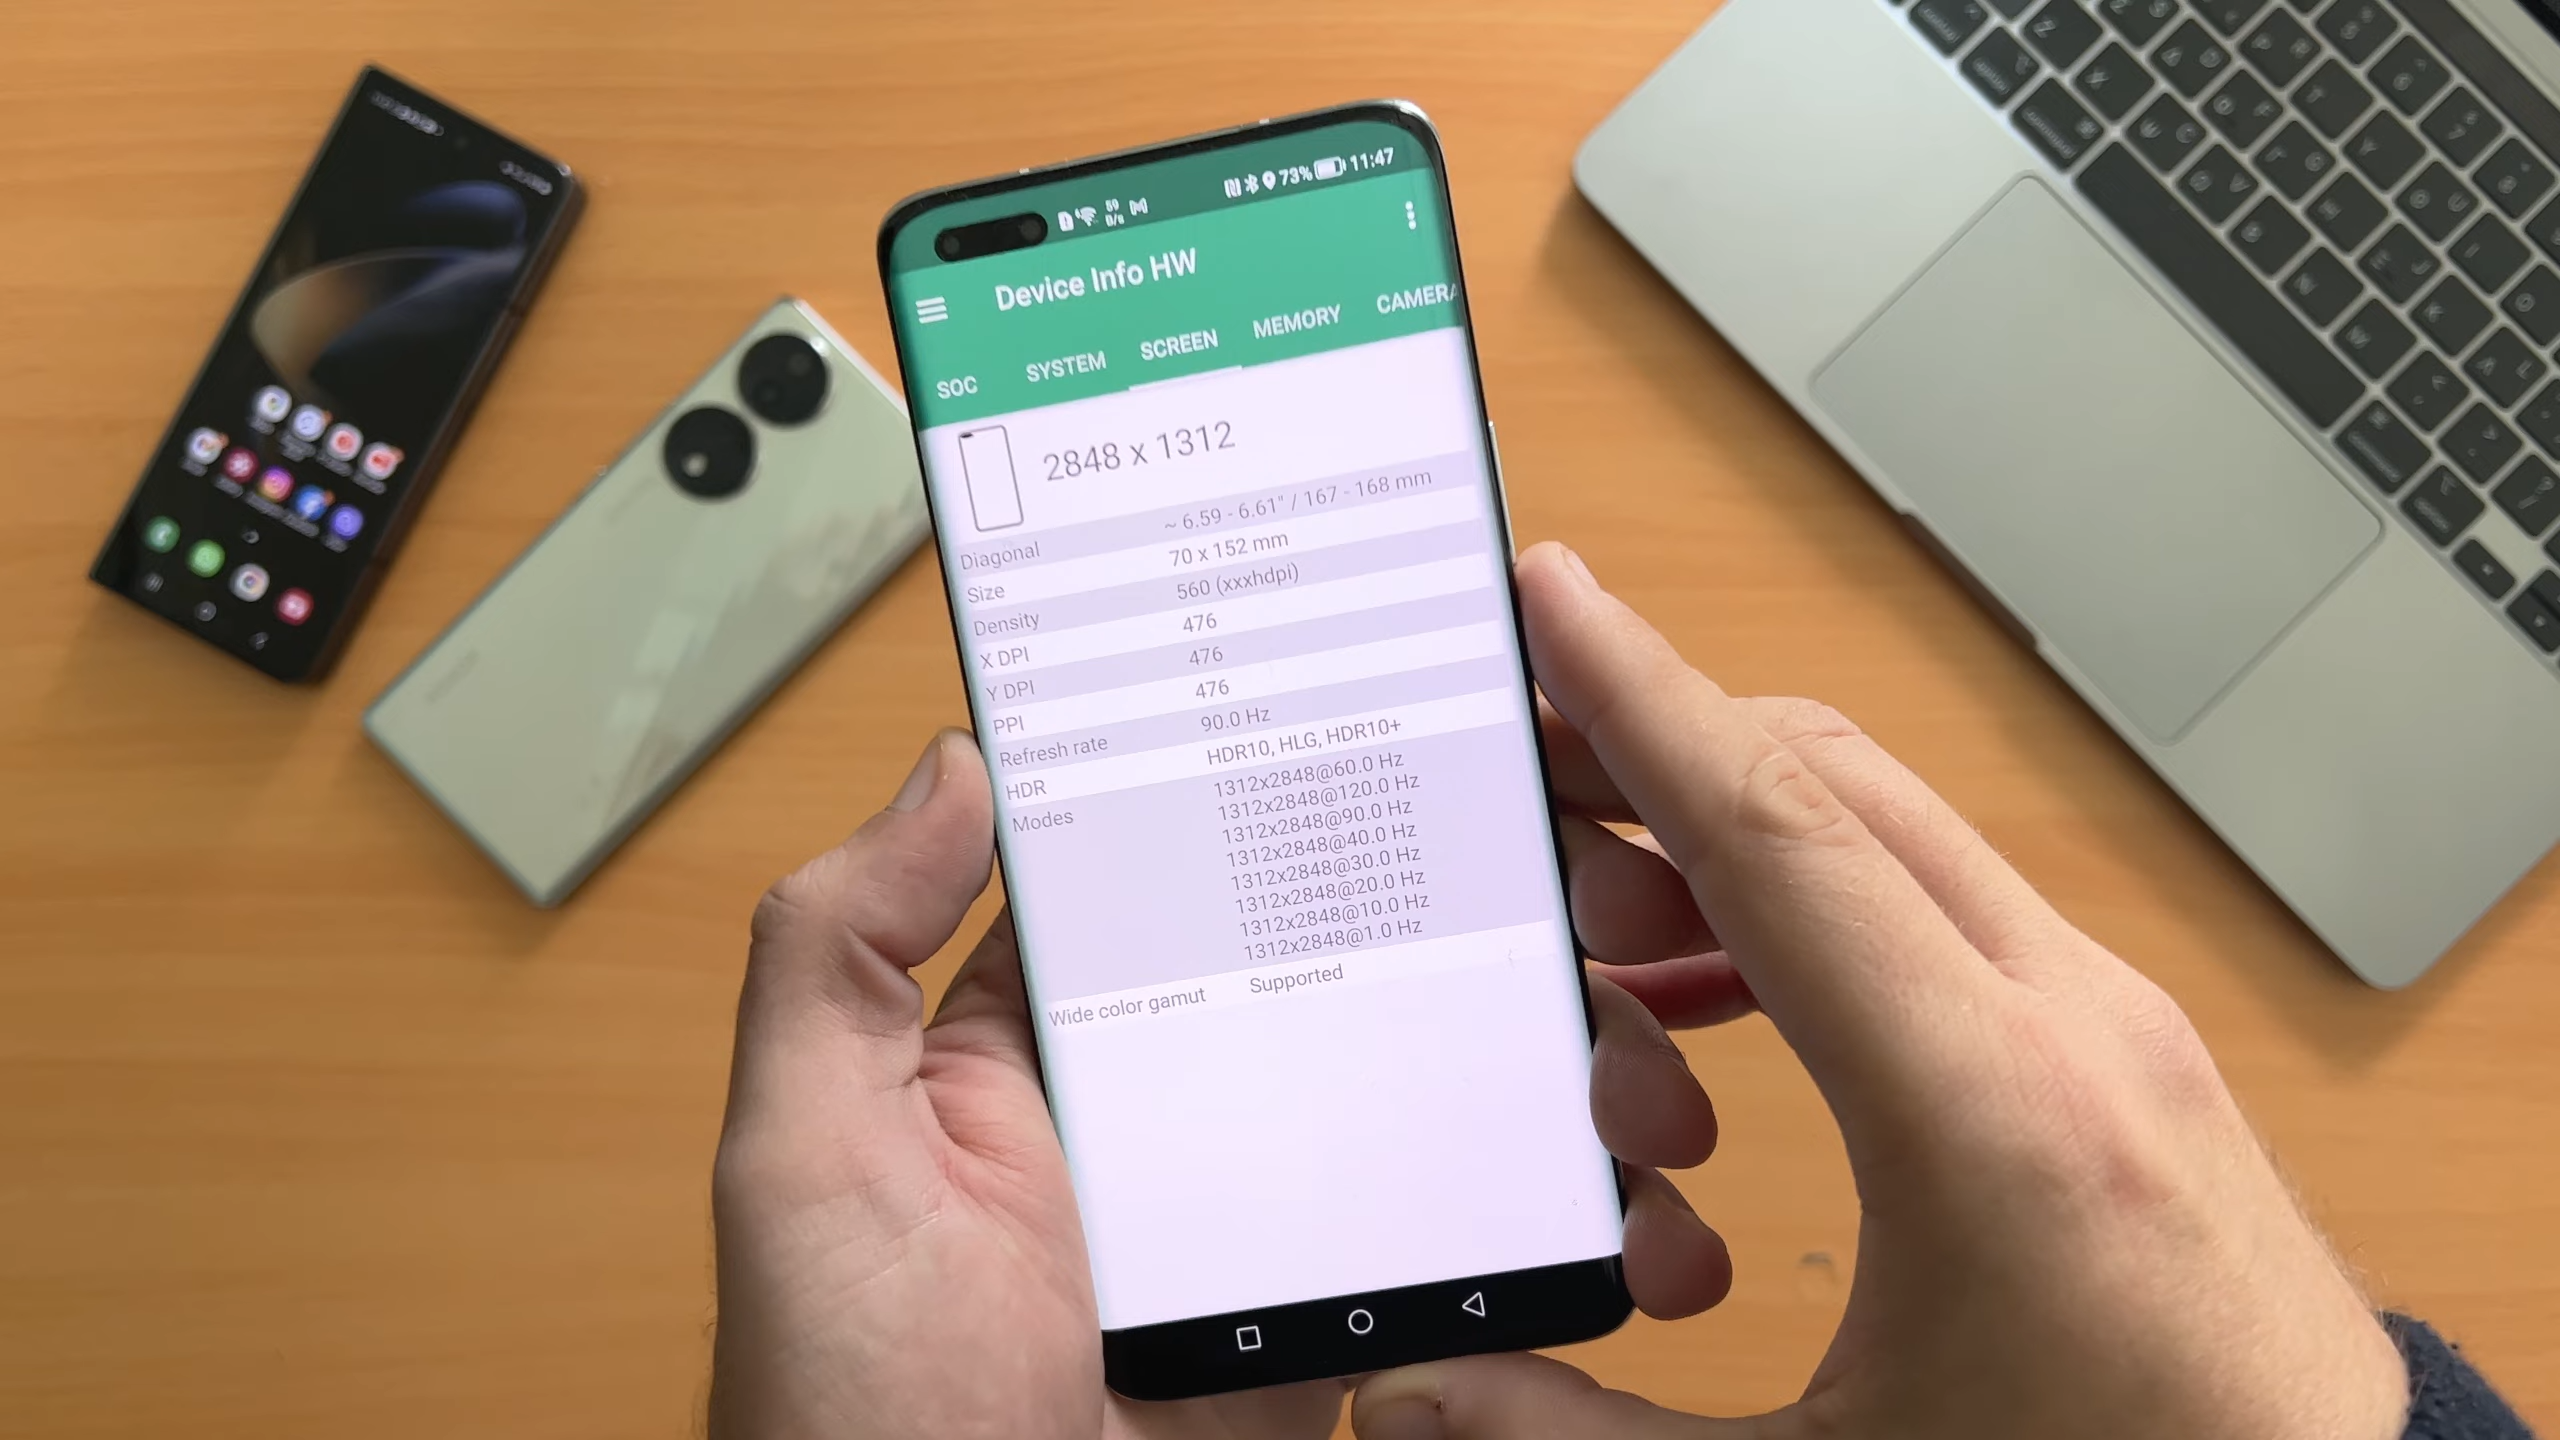 59
B/s
73%
11:47
Device Info HW
SOC
SYSTEM
SCREEN
MEMORY
CAMERA
2848 x 1312
Diagonal ~ 6.59 - 6.61" / 167 - 168 mm
Size 70 x 152 mm
Density 560 (xxxhdpi)
X DPI 476
Y DPI 476
PPI 476
Refresh rate 90.0 Hz
HDR HDR10, HLG, HDR10+
Modes 1312x2848@60.0 Hz
1312x2848@120.0 Hz
1312x2848@90.0 Hz
1312x2848@40.0 Hz
1312x2848@30.0 Hz
1312x2848@20.0 Hz
1312x2848@10.0 Hz
1312x2848@1.0 Hz
Wide color gamut Supported